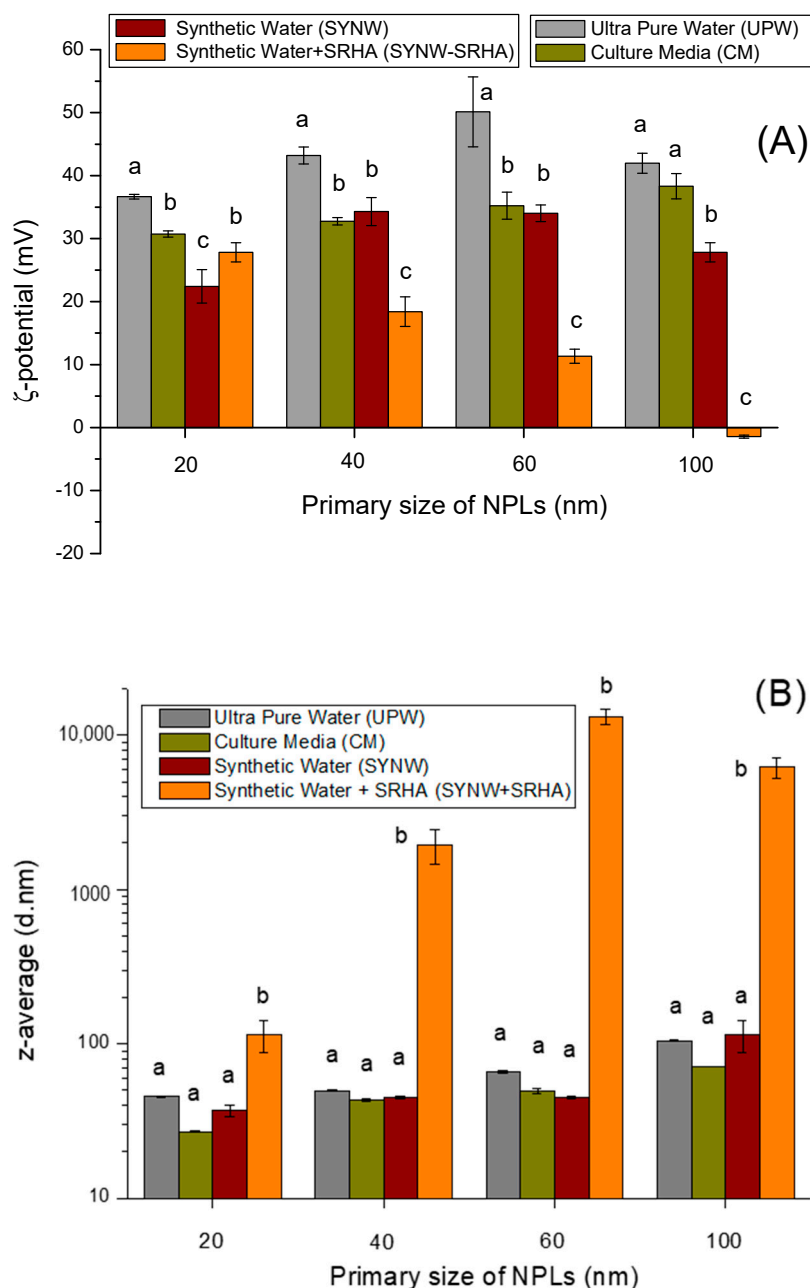 Synthetic Water (SYNW)
Synthetic Water+SRHA (SYNW-SRHA)
Ultra Pure Water (UPW)
Culture Media (CM)
(A)
60
50
40
30
20
10
0
-10
-20
ζ-potential (mV)
a b c b
a b b c
a b b c
a a b c
20 40 60 100
Primary size of NPLs (nm)
(B)
Ultra Pure Water (UPW)
Culture Media (CM)
Synthetic Water (SYNW)
Synthetic Water + SRHA (SYNW+SRHA)
10,000
1000
100
10
z-average (d.nm)
a a a b
a a a b
a a a b
a a a b
20 40 60 100
Primary size of NPLs (nm)